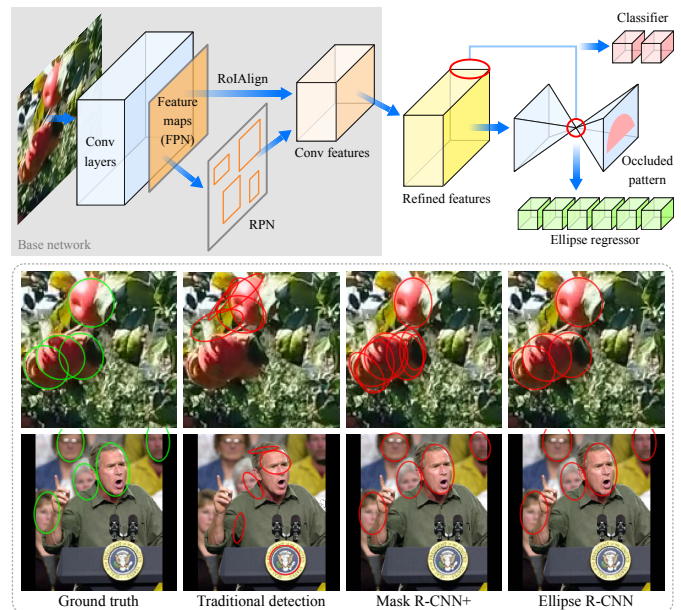 Classifier
RoIAlign
Feature
maps
(FPN)
Conv
layers
Conv features
Refined features
Occluded
pattern
RPN
Ellipse regressor
Base network
Ground truth
Traditional detection
Mask R-CNN+
Ellipse R-CNN